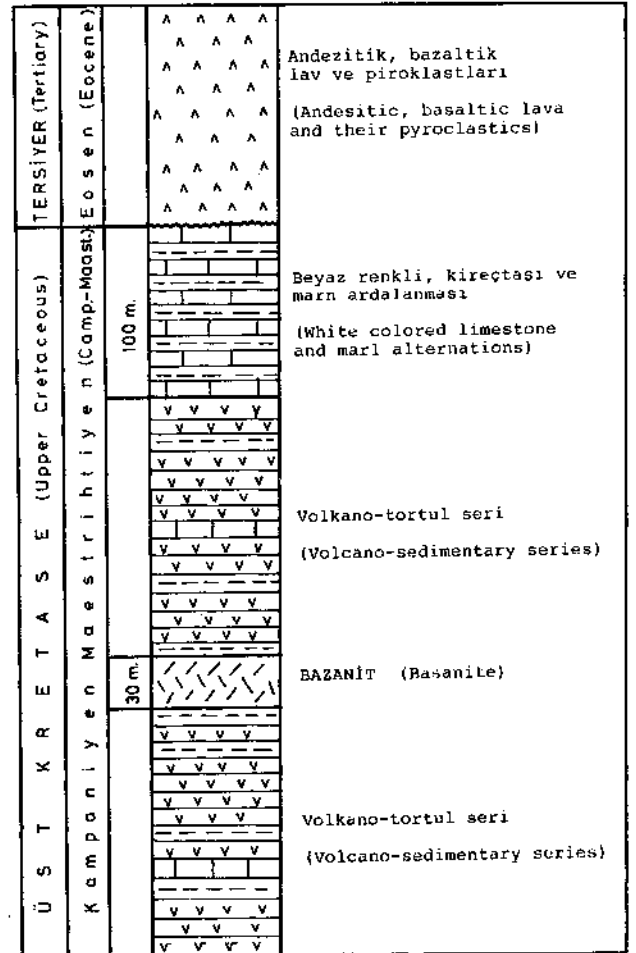 TERSİYER (Tertiary)
Eosen (Eocene)
Andezitik, bazaltik
lav ve piroklastları
(Andesitic, basaltic lava
and their pyroclastics)
ÜST KRETASE (Upper Cretaceous)
Kampaniyen Maestrihtiyen (Camp-Maast.)
100 m.
Beyaz renkli, kireçtaşı ve
marn ardalanması
(White colored limestone
and marl alternations)
Volkano-tortul seri
(Volcano-sedimentary series)
30 m.
BAZANİT (Basanite)
Volkano-tortul seri
(Volcano-sedimentary series)